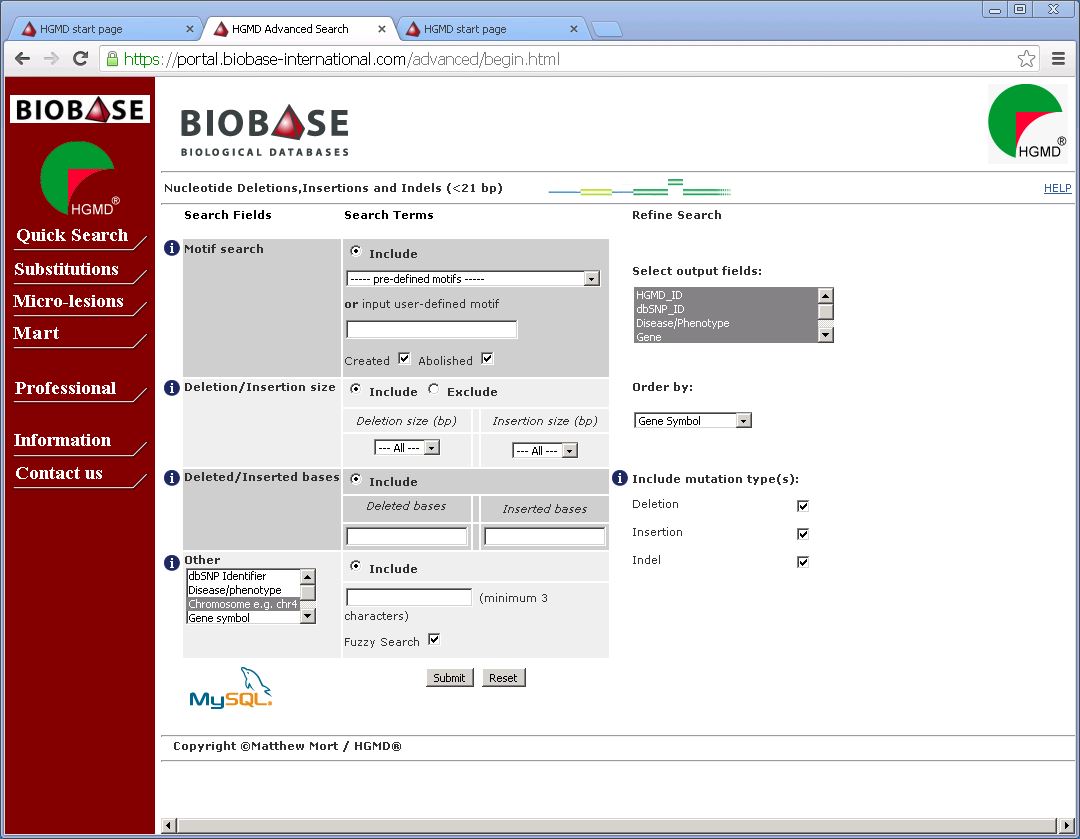 HGMD start page
HGMD Advanced Search
HGMD start page
https://portal.biobase-international.com/advanced/begin.html
BIOBASE
HGMD®
Quick Search
Substitutions
Micro-lesions
Mart
Professional
Information
Contact us
BIOBASE
BIOLOGICAL DATABASES
HGMD®
Nucleotide Deletions,Insertions and Indels (<21 bp)
HELP
Search Fields Search Terms Refine Search
Motif search
Include
----- pre-defined motifs -----
or input user-defined motif
Created Abolished
Select output fields:
HGMD_ID
dbSNP_ID
Disease/Phenotype
Gene
Deletion/Insertion size
Include Exclude
Deletion size (bp) Insertion size (bp)
--- All --- --- All ---
Order by:
Gene Symbol
Deleted/Inserted bases
Include
Deleted bases Inserted bases
Include mutation type(s):
Deletion
Insertion
Indel
Other
dbSNP Identifier
Disease/phenotype
Chromosome e.g. chr4
Gene symbol
Include
(minimum 3
characters)
Fuzzy Search
MySQL
Submit Reset
Copyright ©Matthew Mort / HGMD®